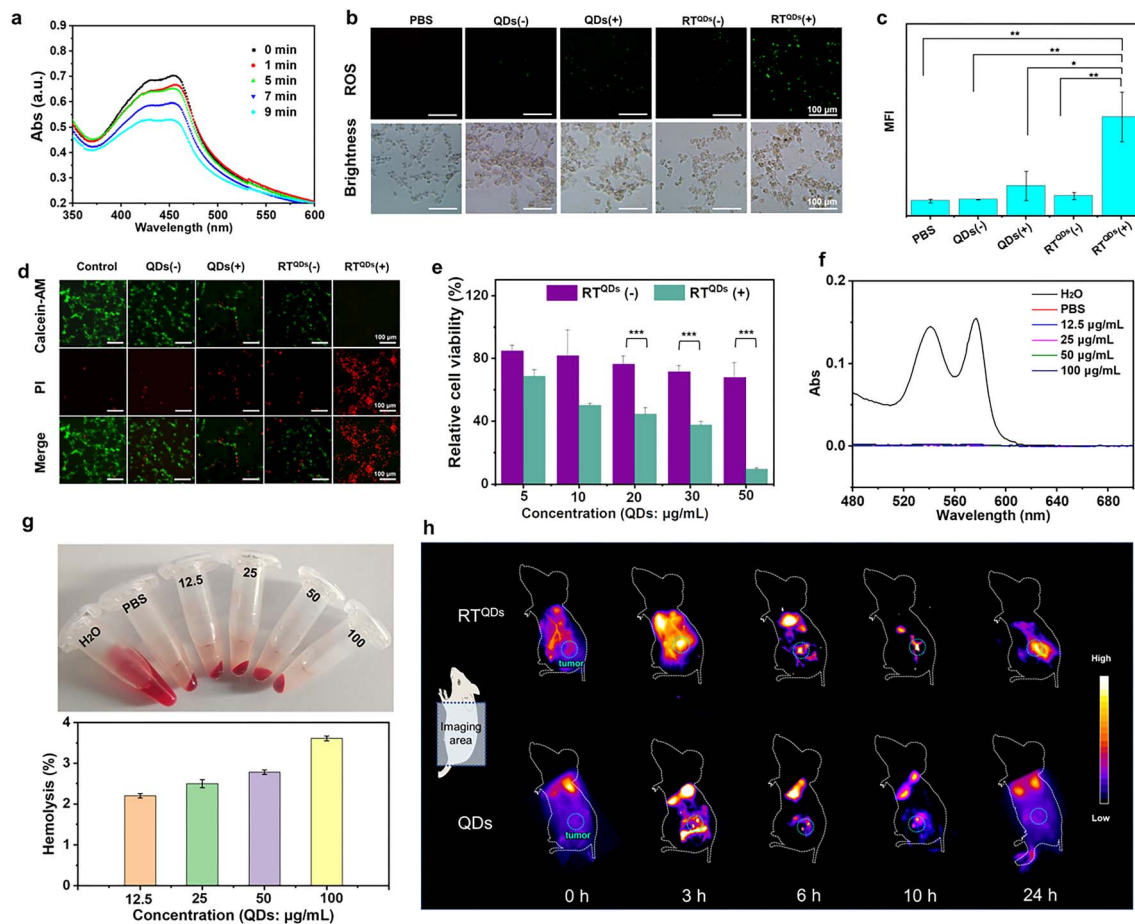 a
0 min
1 min
5 min
7 min
9 min
Abs (a.u.)
0.8
0.7
0.6
0.5
0.4
0.3
0.2
350 400 450 500 550 600
Wavelength (nm)
b
PBS QDs(-) QDs(+) RTQDs(-) RTQDs(+)
ROS
100 μm
Brightness
100 μm
c
**
**
*
**
MFI
PBS QDs(-) QDs(+) RTQDs(-) RTQDs(+)
d
Control QDs(-) QDs(+) RTQDs(-) RTQDs(+)
Calcein-AM
100 μm
PI
100 μm
Merge
100 μm
e
RTQDs (-) RTQDs (+)
*** *** ***
Relative cell viability (%)
120
80
40
0
5 10 20 30 50
Concentration (QDs: μg/mL)
f
H2O
PBS
12.5 μg/mL
25 μg/mL
50 μg/mL
100 μg/mL
Abs
0.2
0.1
0.0
480 520 560 600 640 680
Wavelength (nm)
g
H2O PBS 12.5 25 50 100
Hemolysis (%)
4
3
2
1
0
12.5 25 50 100
Concentration (QDs: μg/mL)
h
RTQDs
tumor
Imaging
area
High
Low
QDs
tumor
0 h 3 h 6 h 10 h 24 h